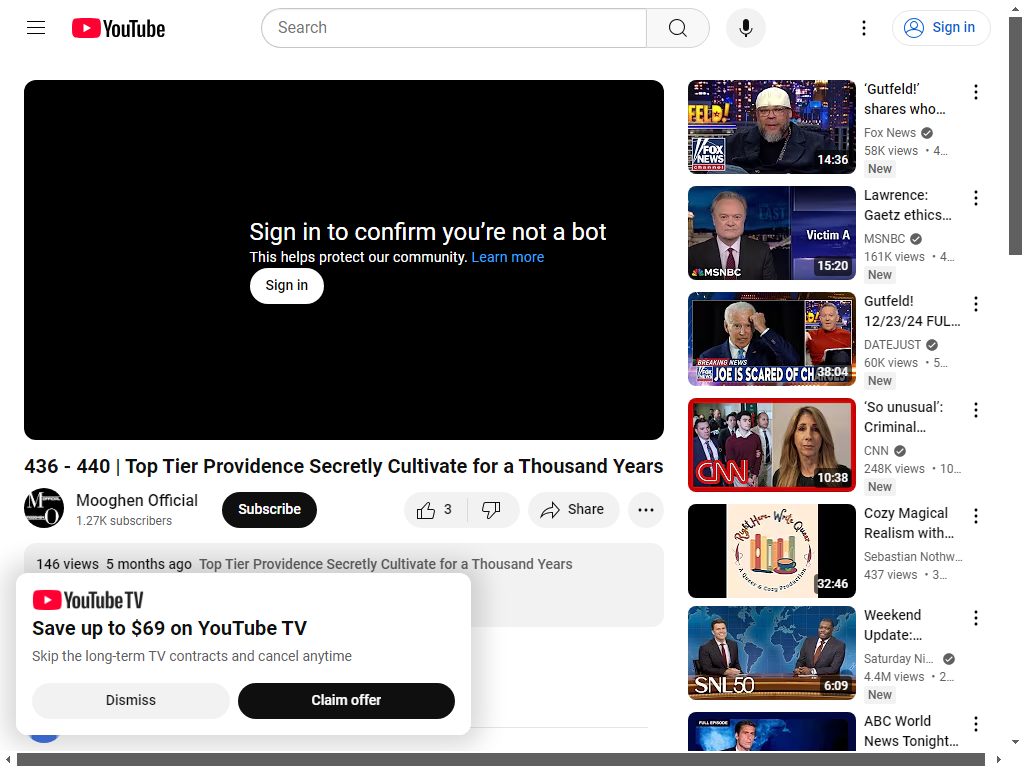 YouTube
Search
Sign in
Sign in to confirm you’re not a bot
This helps protect our community. Learn more
Sign in
436 - 440 | Top Tier Providence Secretly Cultivate for a Thousand Years
Mooghen Official
1.27K subscribers
Subscribe
3
Share
146 views 5 months ago Top Tier Providence Secretly Cultivate for a Thousand Years
YouTube TV
Save up to $69 on YouTube TV
Skip the long-term TV contracts and cancel anytime
Dismiss
Claim offer
FOX
NEWS
channel
14:36
‘Gutfeld!’
shares who...
Fox News
58K views • 4...
New
Victim A
MSNBC
15:20
Lawrence:
Gaetz ethics...
MSNBC
161K views • 4...
New
BREAKING NEWS
JOE IS SCARED OF
38:04
Gutfeld!
12/23/24 FUL...
DATEJUST
60K views • 5...
New
CNN
10:38
‘So unusual’:
Criminal...
CNN
248K views • 10...
New
Right Here, Write Queer
A Queer & Cozy Production
32:46
Cozy Magical
Realism with...
Sebastian Nothw...
437 views • 3...
SNL50
6:09
Weekend
Update:...
Saturday Ni...
4.4M views • 2...
New
FULL EPISODE
ABC World
News Tonight...